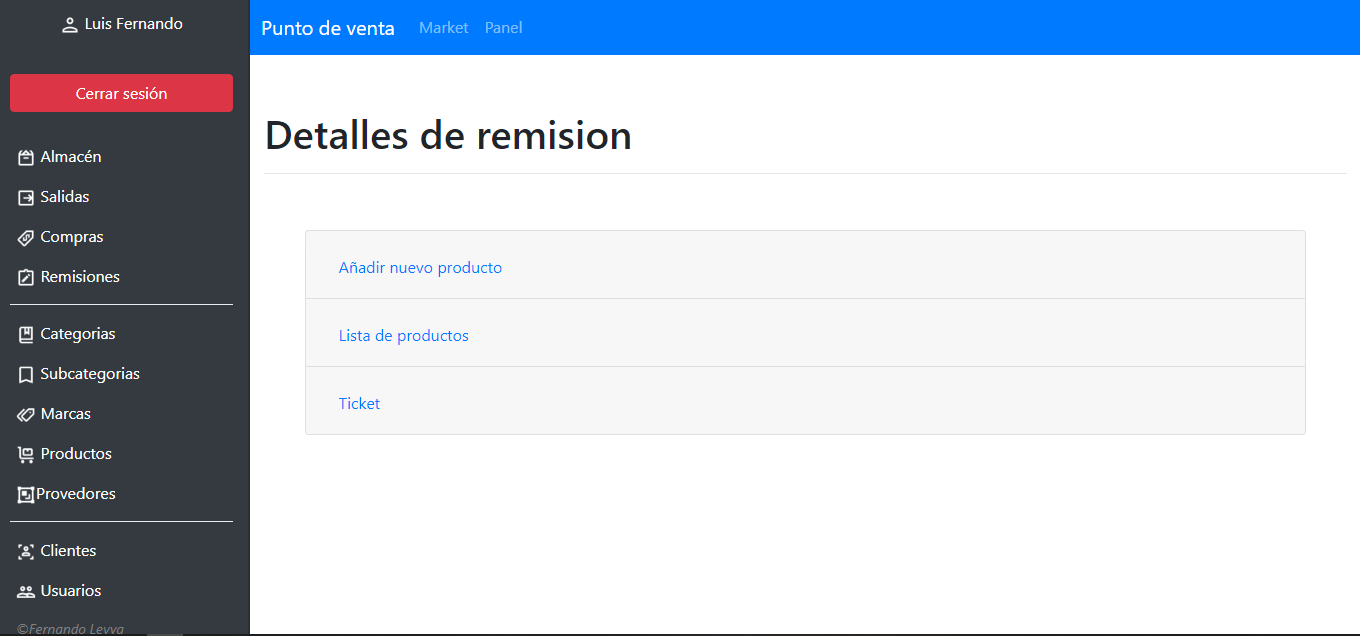 Luis Fernando
Cerrar sesión
Almacén
Salidas
Compras
Remisiones
Categorias
Subcategorias
Marcas
Productos
Provedores
Clientes
Usuarios
©Fernando Leyva
Punto de venta Market Panel
Detalles de remision
Añadir nuevo producto
Lista de productos
Ticket